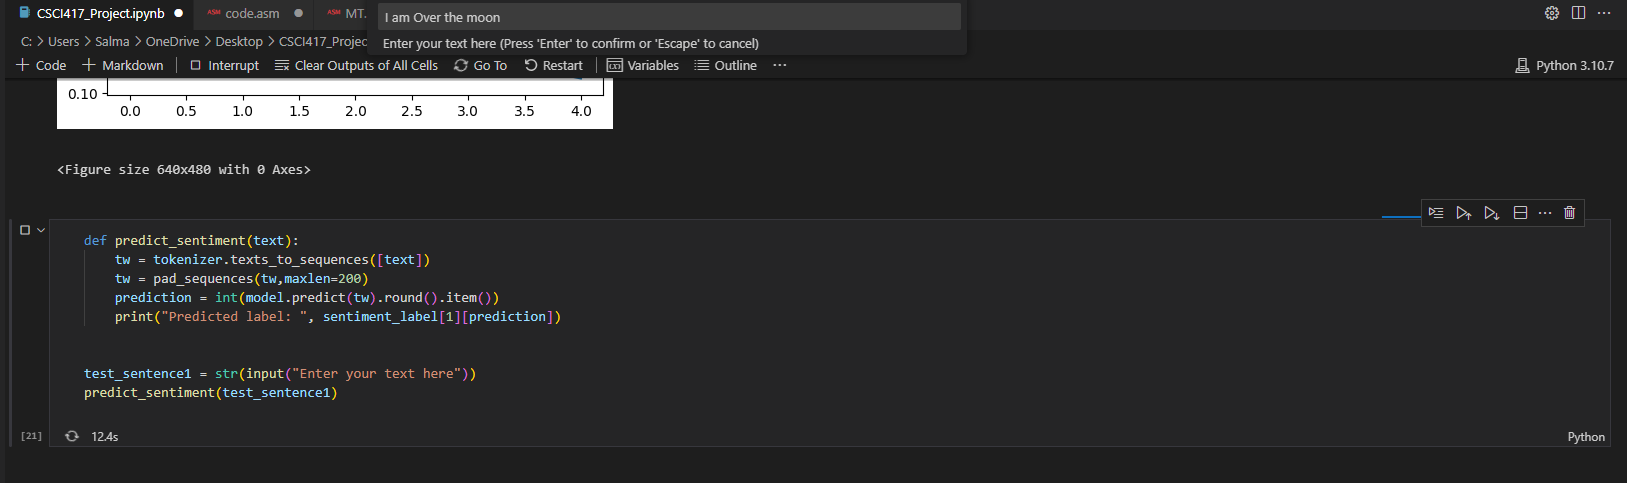 CSCI417_Project.ipynb ASM code.asm ASM MT.
I am Over the moon
Enter your text here (Press 'Enter' to confirm or 'Escape' to cancel)
C: > Users > Salma > OneDrive > Desktop > CSCI417_Projec
+ Code + Markdown Interrupt Clear Outputs of All Cells Go To Restart Variables Outline ... Python 3.10.7
0.10
0.0 0.5 1.0 1.5 2.0 2.5 3.0 3.5 4.0
<Figure size 640x480 with 0 Axes>
def predict_sentiment(text):
    tw = tokenizer.texts_to_sequences([text])
    tw = pad_sequences(tw,maxlen=200)
    prediction = int(model.predict(tw).round().item())
    print("Predicted label: ", sentiment_label[1][prediction])
test_sentence1 = str(input("Enter your text here"))
predict_sentiment(test_sentence1)
[21] 12.4s Python